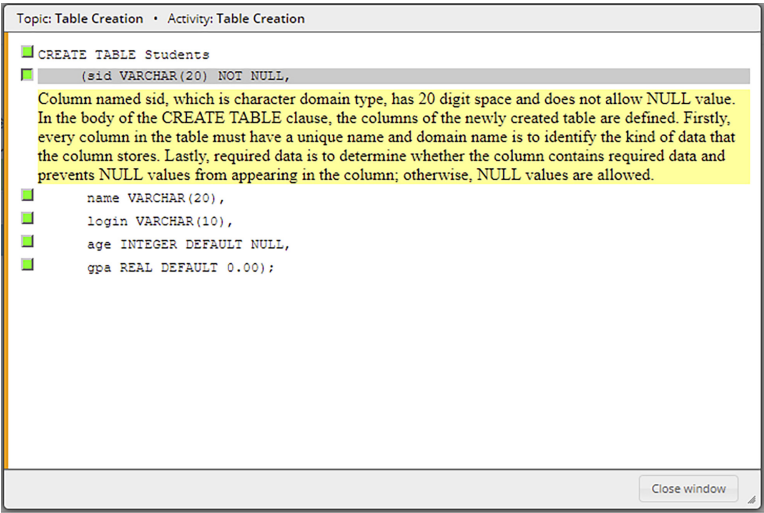 Topic: Table Creation • Activity: Table Creation
CREATE TABLE Students
(sid VARCHAR(20) NOT NULL,
Column named sid, which is character domain type, has 20 digit space and does not allow NULL value.
In the body of the CREATE TABLE clause, the columns of the newly created table are defined. Firstly,
every column in the table must have a unique name and domain name is to identify the kind of data that
the column stores. Lastly, required data is to determine whether the column contains required data and
prevents NULL values from appearing in the column; otherwise, NULL values are allowed.
name VARCHAR(20),
login VARCHAR(10),
age INTEGER DEFAULT NULL,
gpa REAL DEFAULT 0.00);
Close window